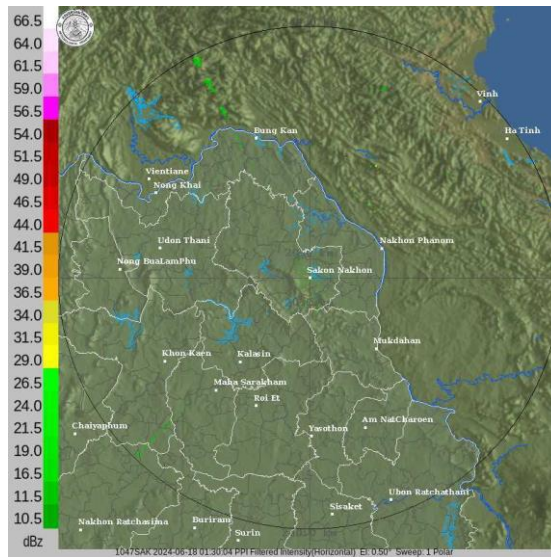 66.5
64.0
61.5
59.0
56.5
54.0
51.5
49.0
46.5
44.0
41.5
39.0
36.5
34.0
31.5
29.0
26.5
24.0
21.5
19.0
16.5
14.0
11.5
10.5
dBz
Vinh
Ha Tinh
Bung Kan
Vientiane
Nong Khai
Udon Thani
Nakhon Phanom
Nong BuaLamPhu
Sakon Nakhon
Mukdahan
Khon Kaen
Kalasin
Maha Sarakham
Roi Et
Chaiyaphum
Yasothon
Am NatCharoen
Ubon Ratchathani
Sisaket
Nakhon Ratchasima
Buriram
Surin
1047SAK 2024-06-18 01:30:04 PPI Filtered Intensity(Horizontal) El: 0.50° Sweep: 1 Polar